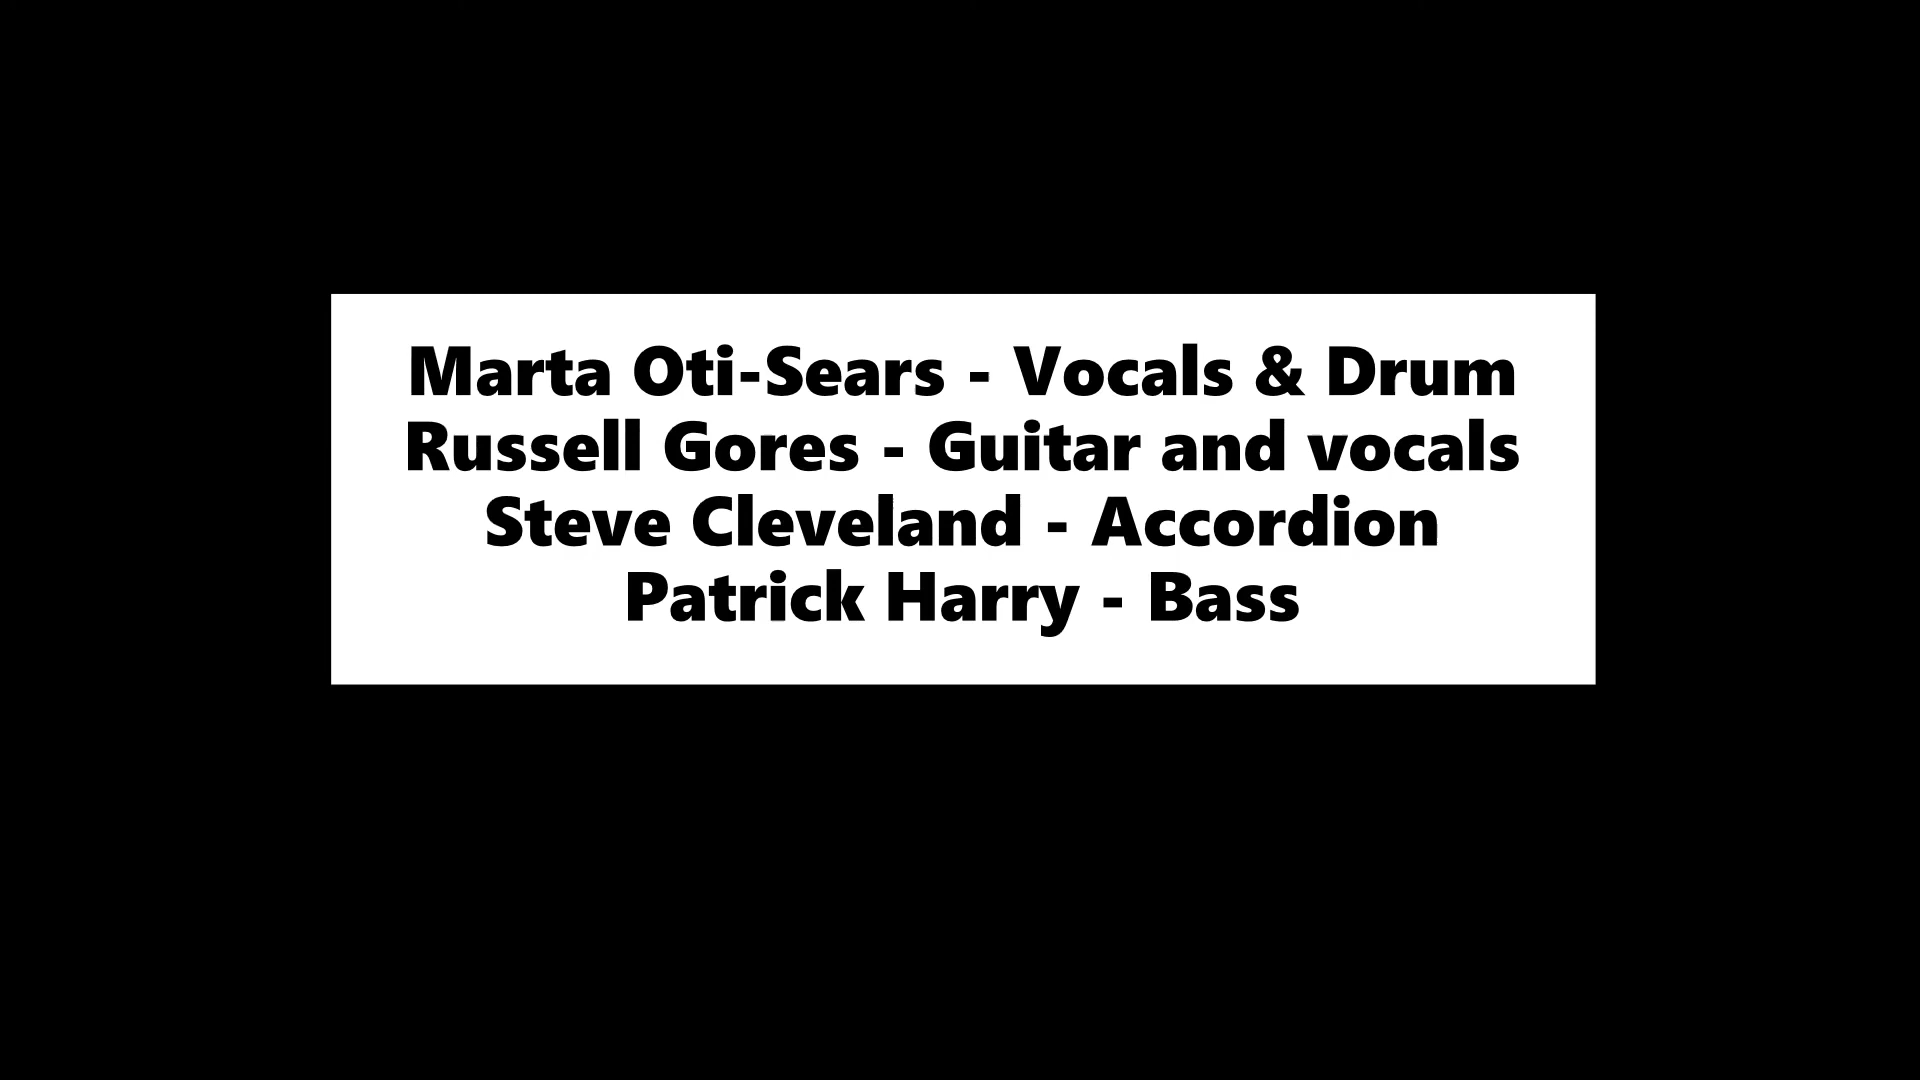 Marta Oti-Sears - Vocals & Drum
Russell Gores - Guitar and vocals
Steve Cleveland - Accordion
Patrick Harry - Bass